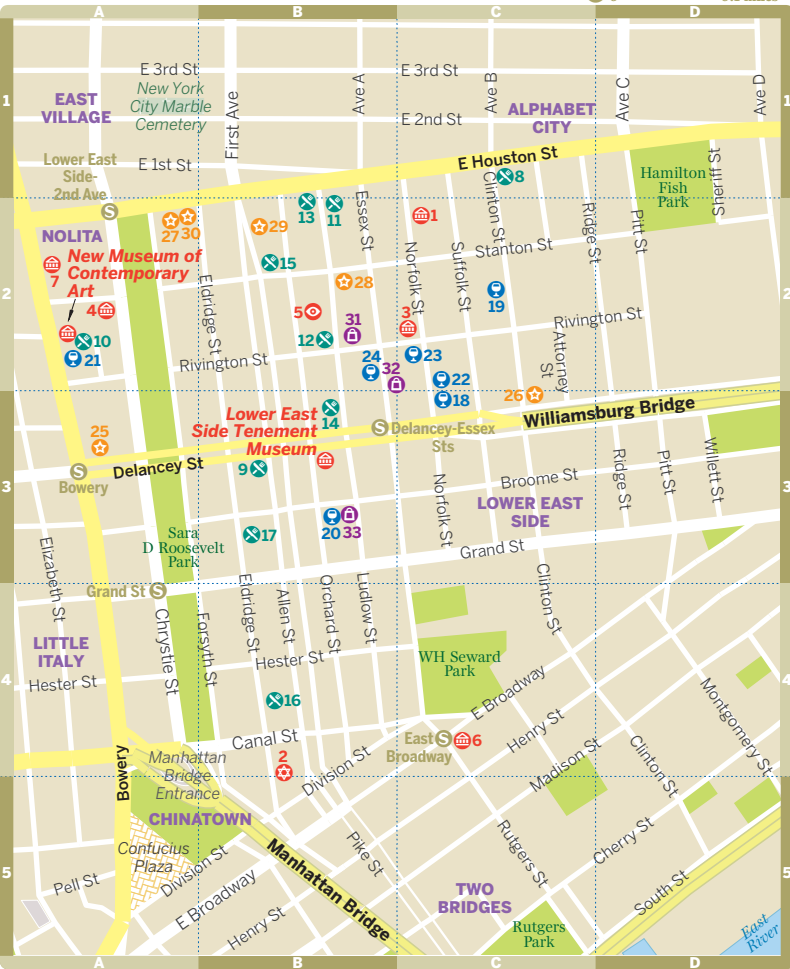 A
B
C
D
1
E 3rd St
E 3rd St
New York
City Marble
Cemetery
EAST
VILLAGE
First Ave
Ave A
Ave B
Ave C
Ave D
E 2nd St
ALPHABET
CITY
1
Lower East
Side-
2nd Ave
E 1st St
E Houston St
8
Hamilton
Fish
Park
Sheriff St
S
27
30
29
13
11
Essex St
1
Clinton St
Ridge St
Pitt St
NOLITA
7
New Museum of
Contemporary
Art
15
Stanton St
Norfolk St
Suffolk St
28
2
2
4
5
31
3
19
Eldridge St
10
12
Rivington St
21
Rivington St
24
32
23
22
18
26
Attorney
St
Lower East
Side Tenement
Museum
14
S
Delancey-Essex
Sts
Williamsburg Bridge
25
S
Bowery
Delancey St
9
3
3
Broome St
Norfolk St
Ridge St
Pitt St
Willett St
LOWER EAST
SIDE
Sara
D Roosevelt
Park
17
20
33
Grand St
Elizabeth St
Grand St
S
Chrystie St
Forsyth St
Eldridge St
Allen St
Orchard St
Ludlow St
Clinton St
LITTLE
ITALY
Hester St
Hester St
WH Seward
Park
4
4
16
E Broadway
Montgomery St
Canal St
East
Broadway
S
6
Henry St
Madison St
Clinton St
Bowery
Manhattan
Bridge
Entrance
2
Division St
CHINATOWN
Confucius
Plaza
Division St
Manhattan Bridge
Pike St
Rutgers St
Cherry St
5
5
Pell St
E Broadway
Henry St
TWO
BRIDGES
South St
Rutgers
Park
East
River
A
B
C
D